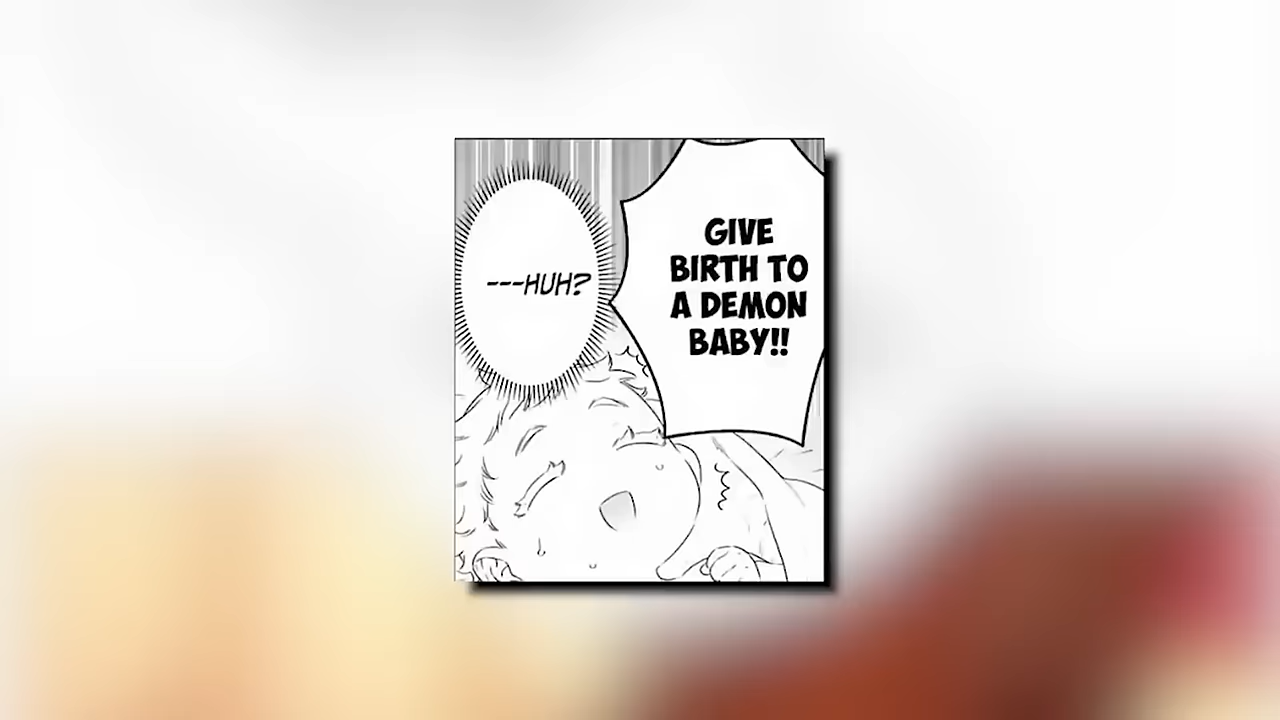 GIVE
BIRTH TO
A DEMON
BABY!!
---HUH?